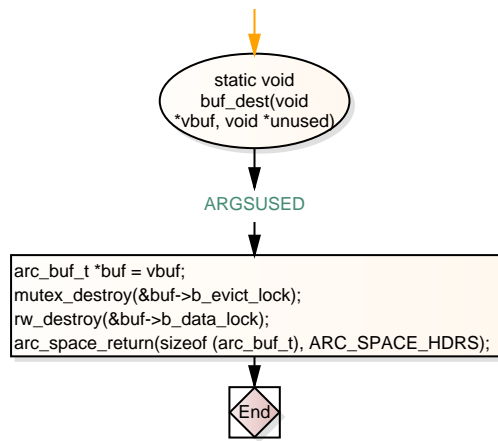 static void
buf_dest(void
*vbuf, void *unused)
ARGSUSED
arc_buf_t *buf = vbuf;
mutex_destroy(&buf->b_evict_lock);
rw_destroy(&buf->b_data_lock);
arc_space_return(sizeof (arc_buf_t), ARC_SPACE_HDRS);
End